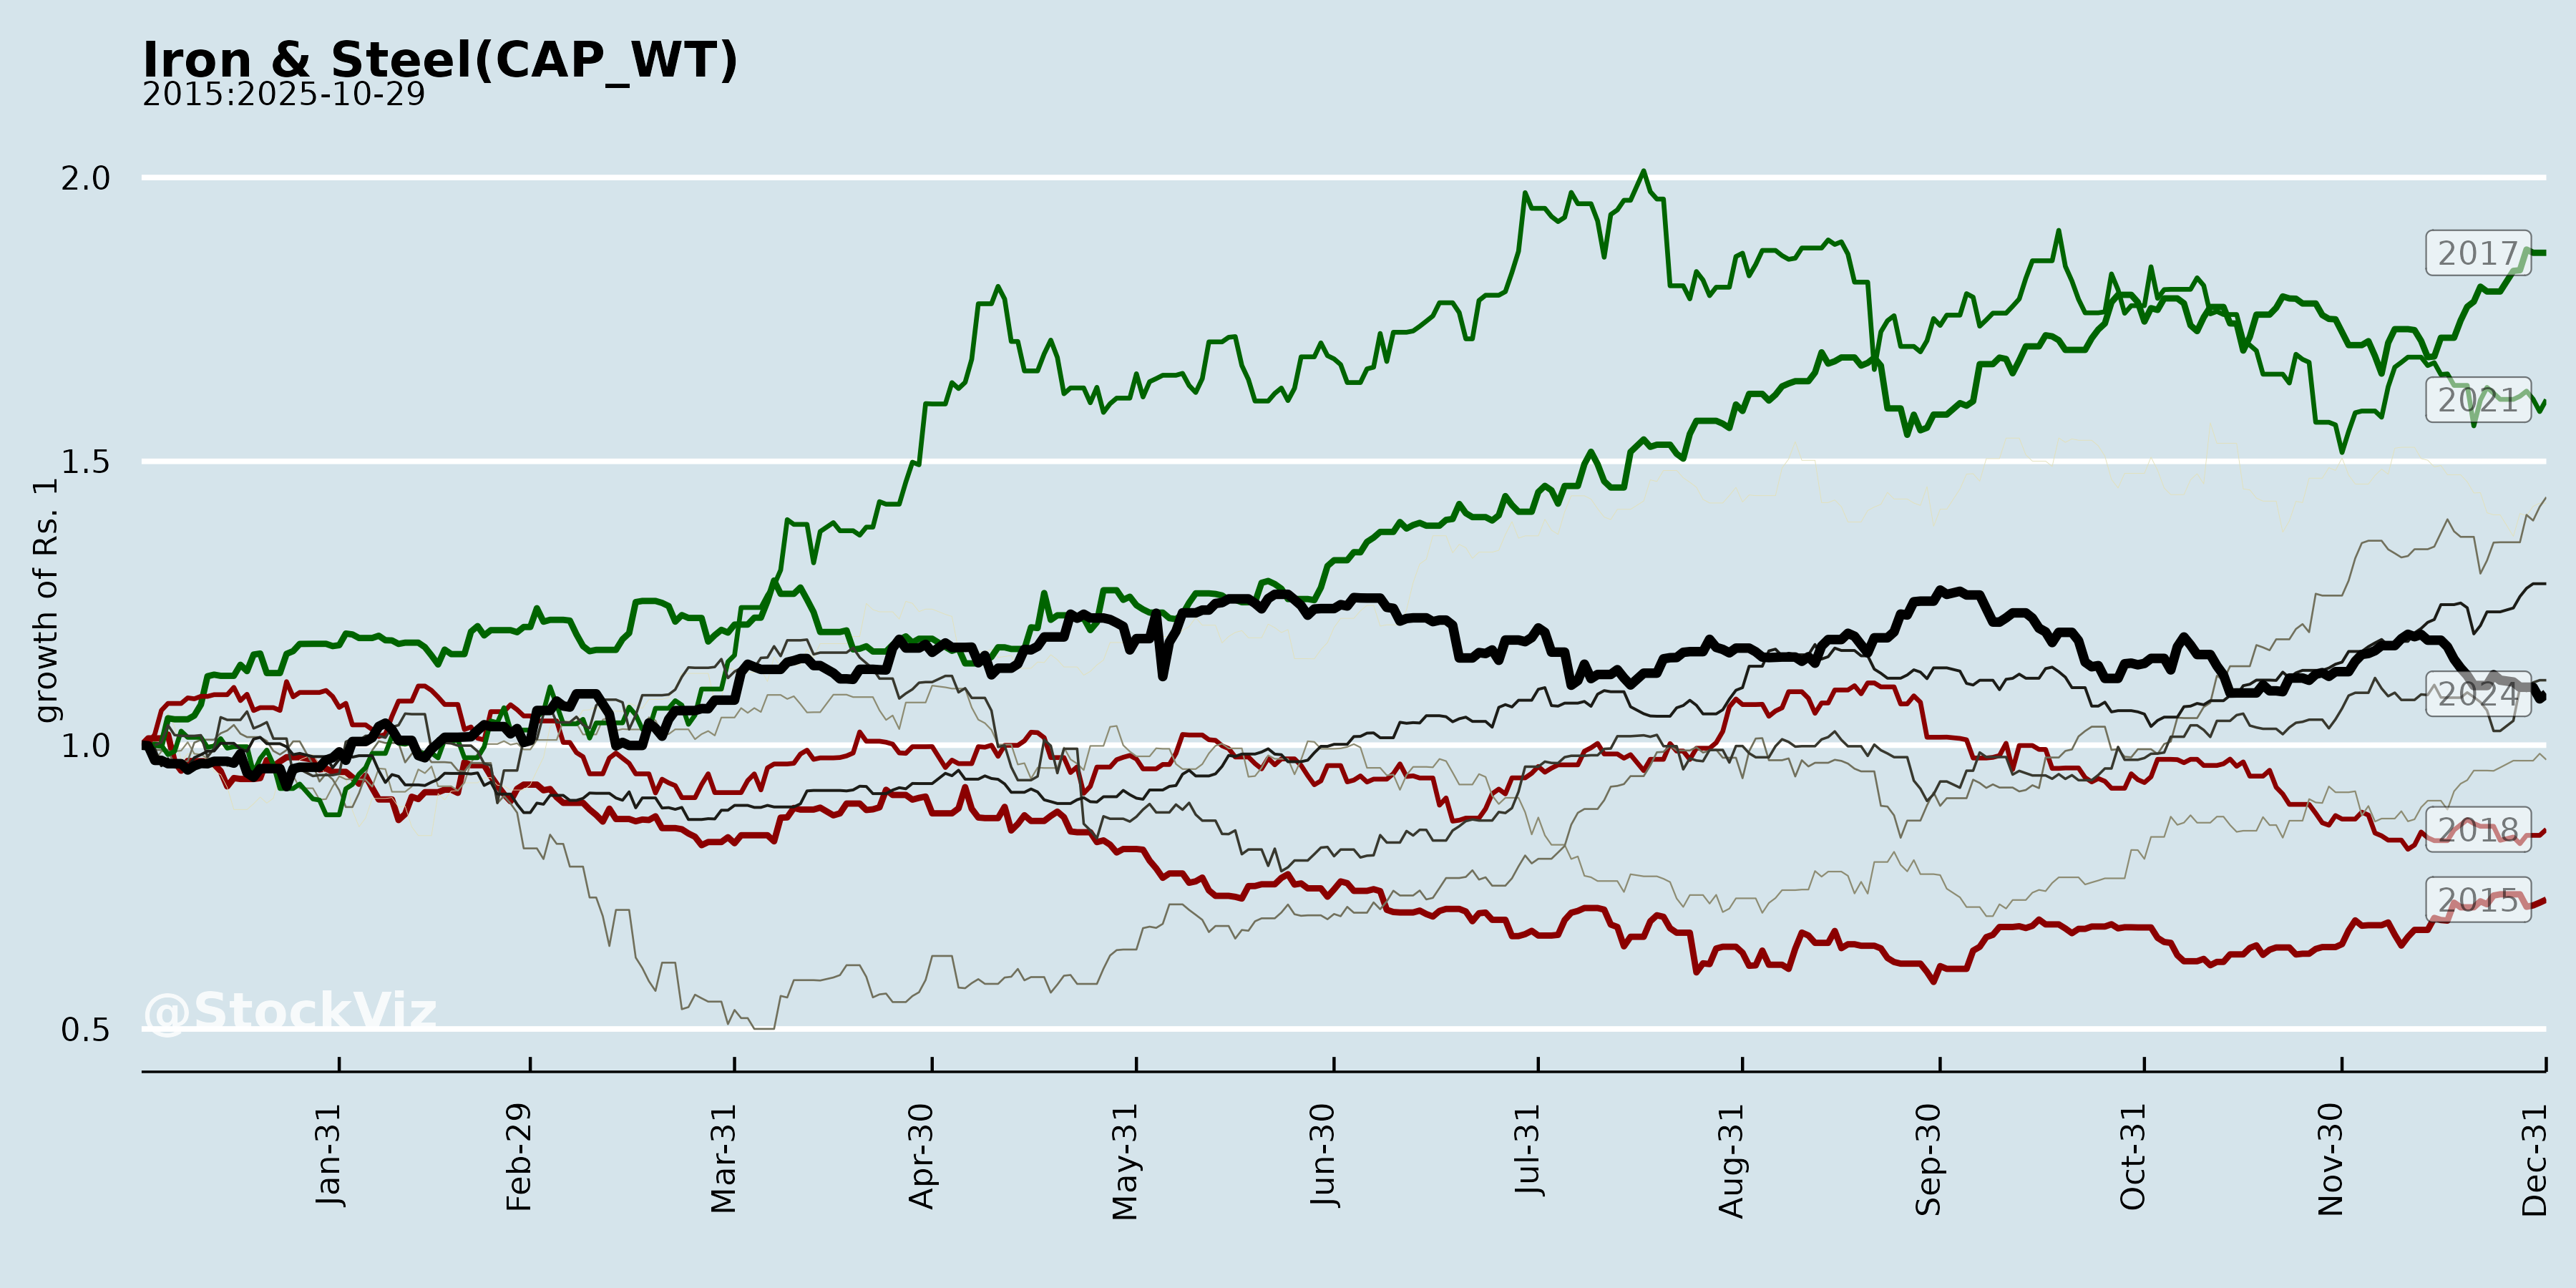 Iron & Steel(CAP_WT)
2015:2025-10-29
growth of Rs. 1
2.0
1.5
1.0
0.5
2017
2021
2024
2018
2015
@StockViz
Jan-31
Feb-29
Mar-31
Apr-30
May-31
Jun-30
Jul-31
Aug-31
Sep-30
Oct-31
Nov-30
Dec-31